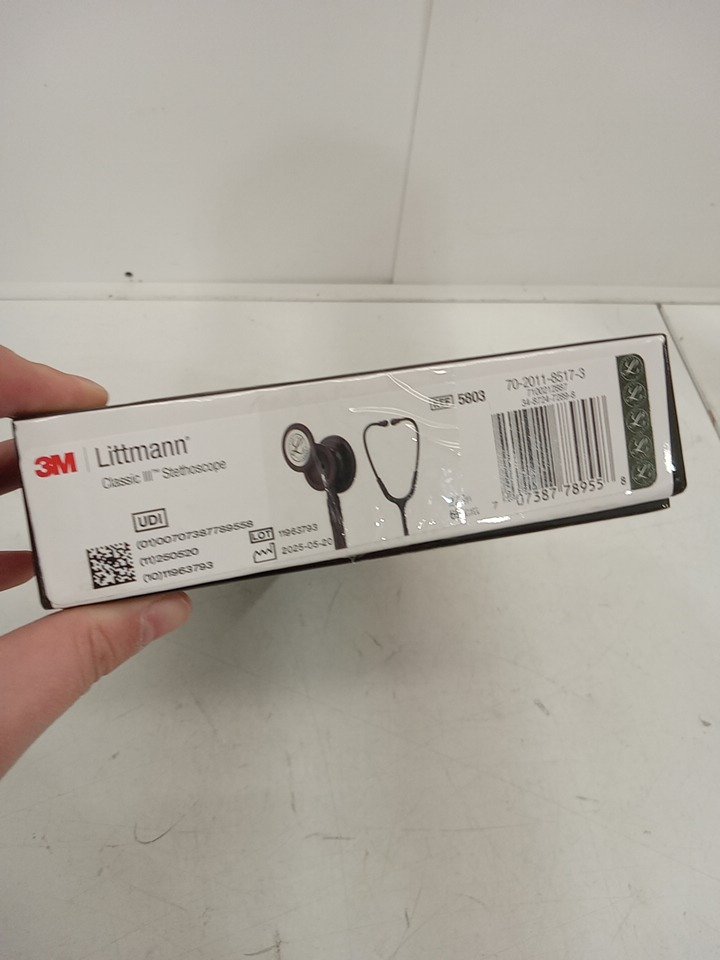 3M | Littmann®
Classic III™ Stethoscope
UDI
(01)00707387789558
(11)250520
(10)11963793
LOT 11963793
2025-05-20
REF 5803
70-2011-8517-3
7 07387 78955 8